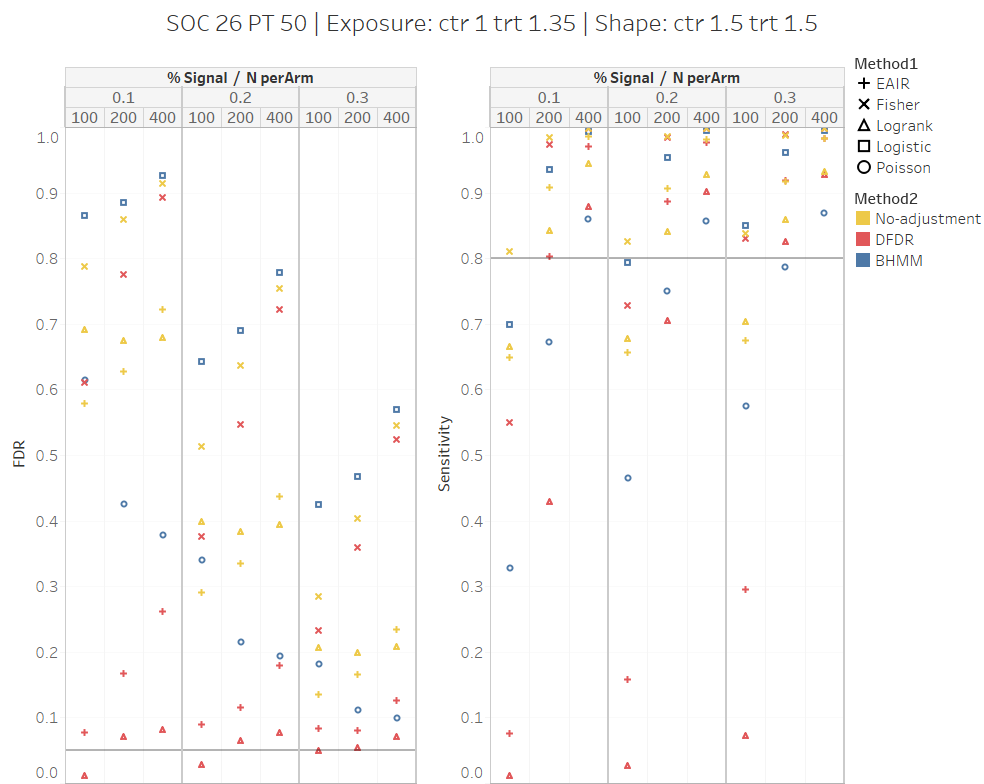 SOC 26 PT 50 | Exposure: ctr 1 trt 1.35 | Shape: ctr 1.5 trt 1.5
% Signal / N perArm
0.1 0.2 0.3
100 200 400 100 200 400 100 200 400
1.0
0.9
0.8
0.7
0.6
0.5
0.4
0.3
0.2
0.1
0.0
FDR
% Signal / N perArm
0.1 0.2 0.3
100 200 400 100 200 400 100 200 400
1.0
0.9
0.8
0.7
0.6
0.5
0.4
0.3
0.2
0.1
0.0
Sensitivity
Method1
EAIR
Fisher
Logrank
Logistic
Poisson
Method2
No-adjustment
DFDR
BHMM